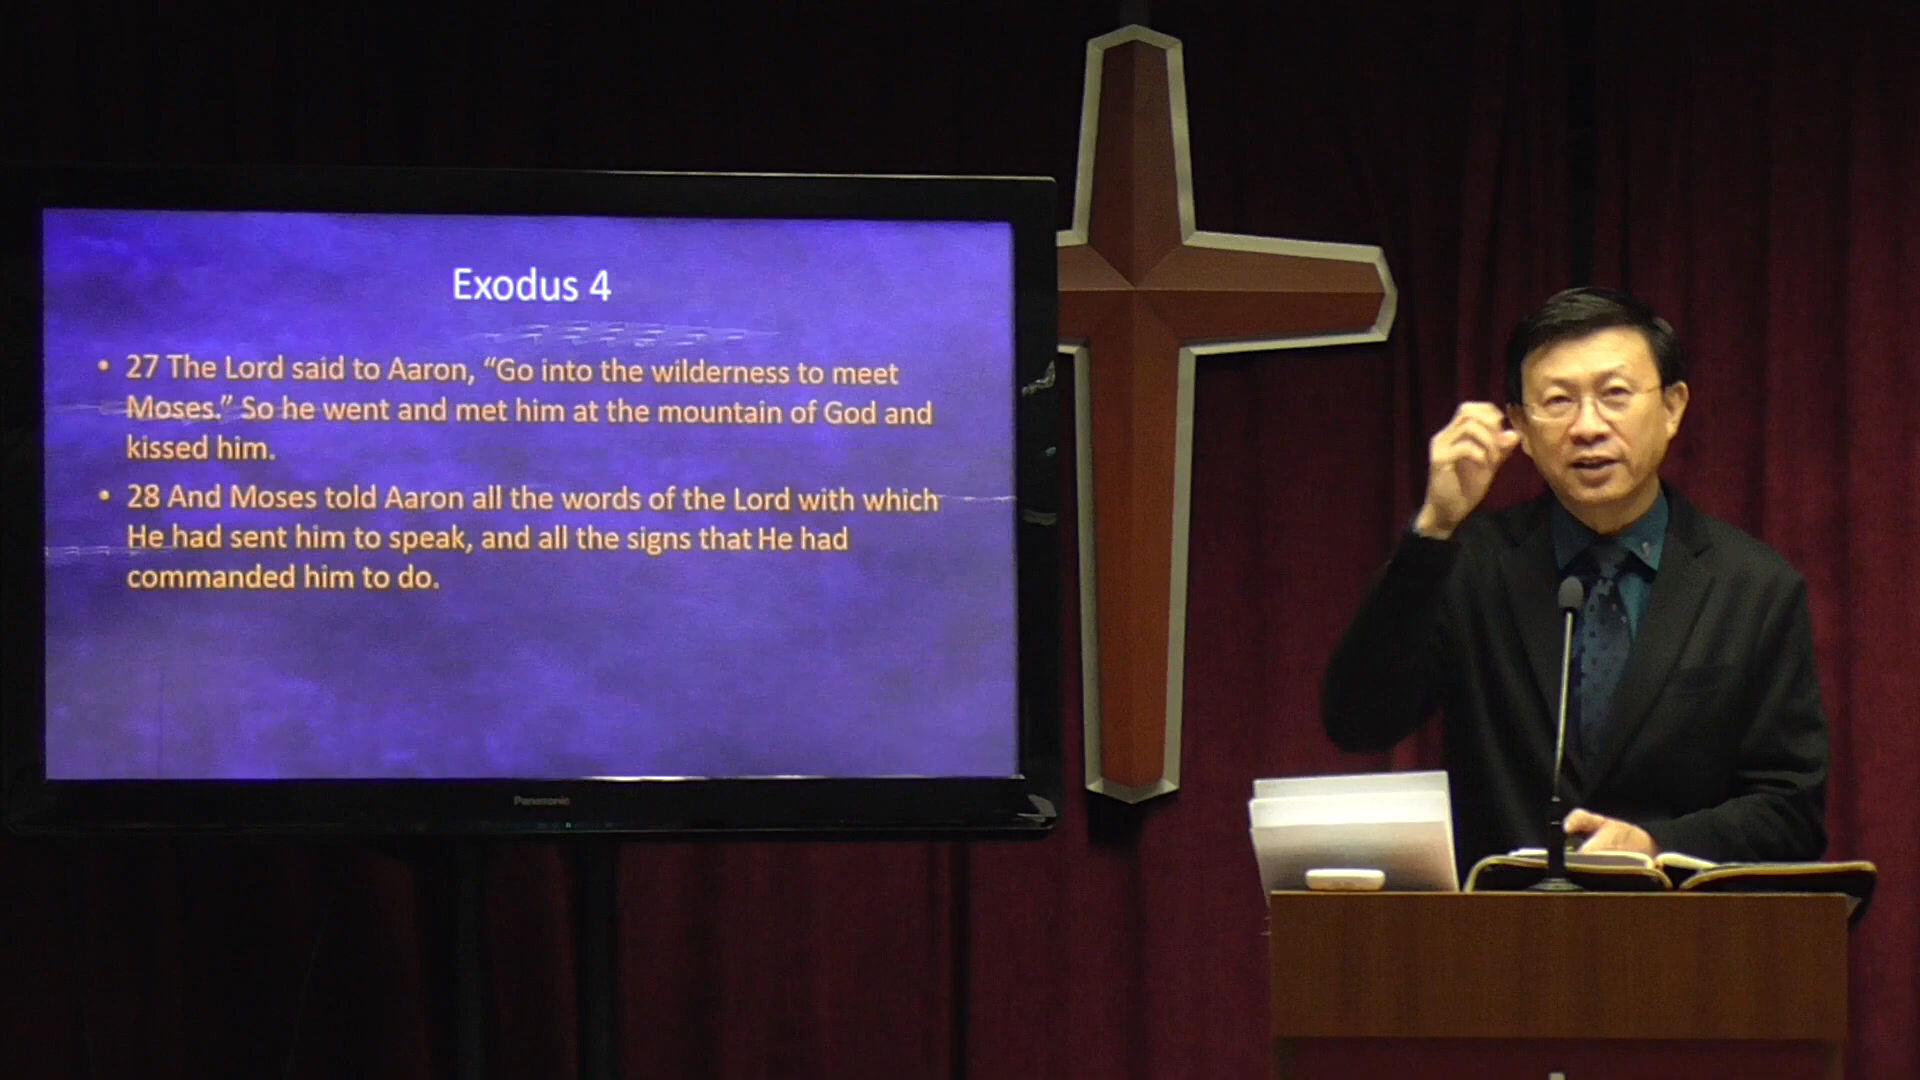 Exodus 4
• 27 The Lord said to Aaron, “Go into the wilderness to meet
Moses.” So he went and met him at the mountain of God and
kissed him.
• 28 And Moses told Aaron all the words of the Lord with which
He had sent him to speak, and all the signs that He had
commanded him to do.
Panasonic